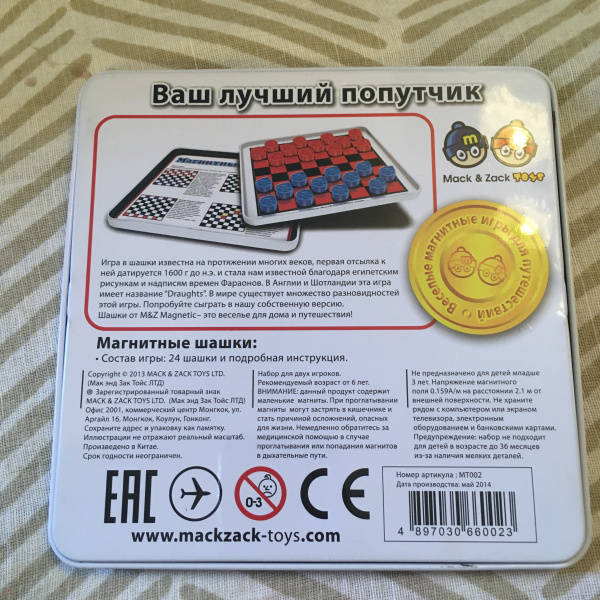 Ваш лучший попутчик
Магнитные
m
Mack & Zack TOYS
Веселые магнитные игры для путешествий
Игра в шашки известна на протяжении многих веков, первая отсылка к
ней датируется 1600 г до н.э. и стала нам известной благодаря египетским
рисункам и надписям времен Фараонов. В Англии и Шотландии эта игра
имеет название "Draughts". В мире существует множество разновидностей
этой игры. Попробуйте сыграть в нашу собственную версию.
Шашки от M&Z Magnetic– это веселье для дома и путешествия!
Магнитные шашки:
• Состав игры: 24 шашки и подробная инструкция.
Copyright © 2013 MACK & ZACK TOYS LTD.
(Мак энд Зак Тойс ЛТД)
® Зарегистрированный товарный знак
MACK & ZACK TOYS LTD. (Мак энд Зак Тойс ЛТД)
Офис 2001, коммерческий центр Монгкок, ул.
Аргайл 16, Монгкок, Коулун, Гонконг.
Сохраните адрес и упаковку как памятку.
Иллюстрации не отражают реальный масштаб.
Произведено в Китае.
Срок годности неограничен.
Набор для двух игроков.
Рекомендуемый возраст от 6 лет.
ВНИМАНИЕ: данный продукт содержит
маленькие магниты. При проглатывании
магниты могут застрять в кишечнике и
стать причиной осложнений, опасных
для жизни. Немедленно обратитесь за
медицинской помощью в случае
проглатывания или попадания магнитов
в дыхательные пути.
Не предназначено для детей младше
3 лет. Напряжение магнитного
поля 0.159А/м на расстоянии 2.1 м от
внешней поверхности. Не храните
рядом с компьютером или экраном
телевизора, электронным
оборудованием и банковскими картами.
Предупреждение: набор не подходит
для детей в возрасте до 36 месяцев
из-за наличия мелких деталей.
EAC
0-3
CE
Номер артикула : MT002
Дата производства: май 2014
4 897030 660023 >
www.mackzack-toys.com